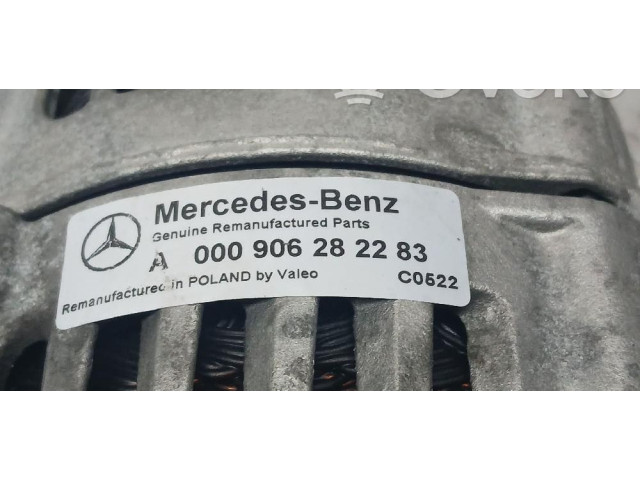 Mercedes-Benz
Genuine Remanufactured Parts
A 000 906 28 22 83
Remanufactured in POLAND by Valeo C0522